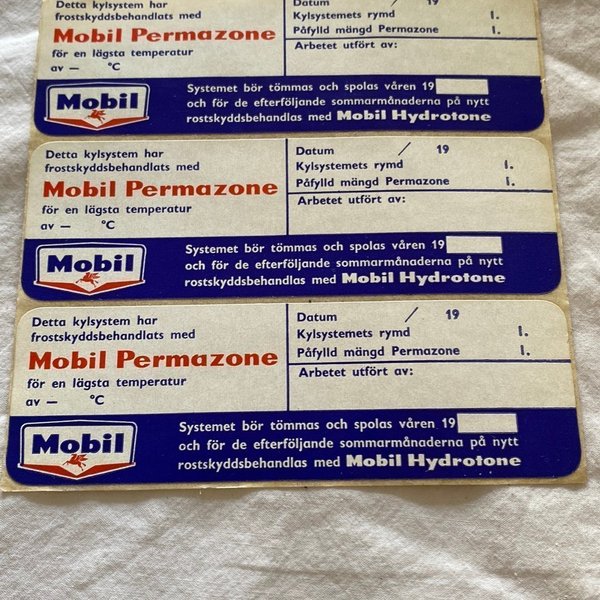 Detta kylsystem har
frostskyddsbehandlats med
Mobil Permazone
för en lägsta temperatur
av — °C
Datum / 19
Kylsystemets rymd l.
Påfylld mängd Permazone l.
Arbetet utfört av:
Mobil
Systemet bör tömmas och spolas våren 19
och för de efterföljande sommarmånaderna på nytt
rostskyddsbehandlas med Mobil Hydrotone
Detta kylsystem har
frostskyddsbehandlats med
Mobil Permazone
för en lägsta temperatur
av — °C
Datum / 19
Kylsystemets rymd l.
Påfylld mängd Permazone l.
Arbetet utfört av:
Mobil
Systemet bör tömmas och spolas våren 19
och för de efterföljande sommarmånaderna på nytt
rostskyddsbehandlas med Mobil Hydrotone
Detta kylsystem har
frostskyddsbehandlats med
Mobil Permazone
för en lägsta temperatur
av — °C
Datum / 19
Kylsystemets rymd l.
Påfylld mängd Permazone l.
Arbetet utfört av:
Mobil
Systemet bör tömmas och spolas våren 19
och för de efterföljande sommarmånaderna på nytt
rostskyddsbehandlas med Mobil Hydrotone